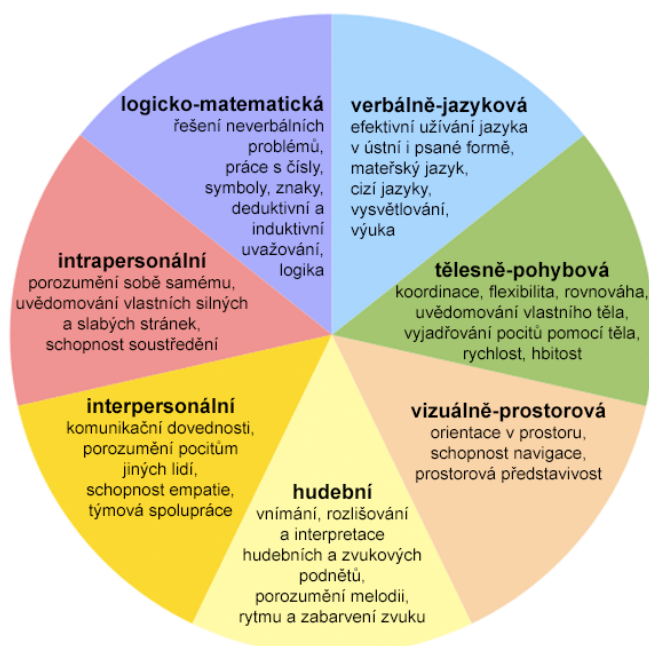 logicko-matematická
řešení neverbálních
problémů,
práce s čísly,
symboly, znaky,
deduktivní a
induktivní
uvažování,
logika
verbálně-jazyková
efektivní užívání jazyka
v ústní i psané formě,
mateřský jazyk,
cizí jazyky,
vysvětlování,
výuka
tělesně-pohybová
koordinace, flexibilita, rovnováha,
uvědomování vlastního těla,
vyjadřování pocitů pomocí těla,
rychlost, hbitost
vizuálně-prostorová
orientace v prostoru,
schopnost navigace,
prostorová představivost
hudební
vnímání, rozlišování
a interpretace
hudebních a zvukových
podnětů,
porozumění melodii,
rytmu a zabarvení zvuku
interpersonální
komunikační dovednosti,
porozumění pocitům
jiných lidí,
schopnost empatie,
týmová spolupráce
intrapersonální
porozumění sobě samému,
uvědomování vlastních silných
a slabých stránek,
schopnost soustředění